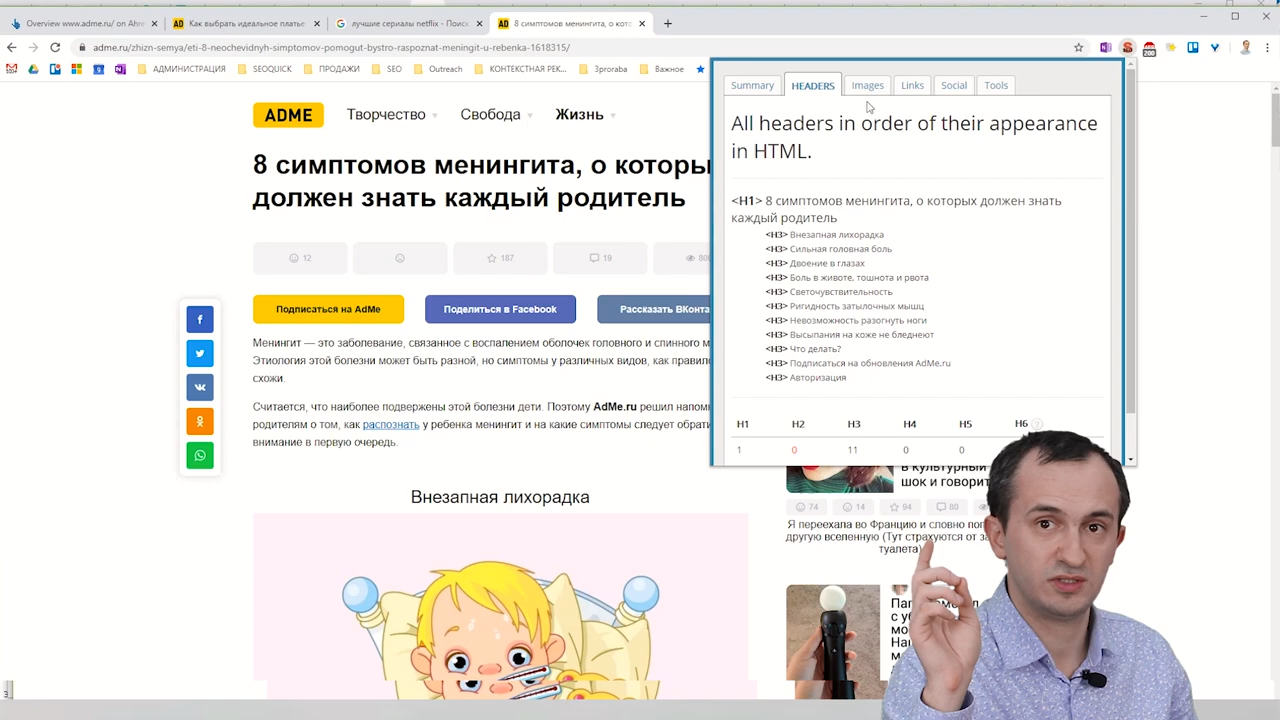 Overview www.adme.ru/ on Ahre
Как выбрать идеальное платье
лучшие сериалы netflix - Поиск
8 симптомов менингита, о кото
adme.ru/zhizn-semya/eti-8-neochevidnyh-simptomov-pomogut-bystro-raspoznat-meningit-u-rebenka-1618315/
200
АДМИНИСТРАЦИЯ
SEOQUICK
ПРОДАЖИ
SEO
Outreach
КОНТЕКСТНАЯ РЕК...
3proraba
Важное
ADME
Творчество
Свобода
Жизнь
8 симптомов менингита, о которы
должен знать каждый родитель
12
187
19
Подписаться на AdMe
Поделиться в Facebook
Рассказать ВКонта
Менингит — это заболевание, связанное с воспалением оболочек головного и спинного м
Этиология этой болезни может быть разной, но симптомы у различных видов, как правило
схожи.
Считается, что наиболее подвержены этой болезни дети. Поэтому AdMe.ru решил напом
родителям о том, как распознать у ребенка менингит и на какие симптомы следует обрати
внимание в первую очередь.
Внезапная лихорадка
Summary
HEADERS
Images
Links
Social
Tools
All headers in order of their appearance
in HTML.
<H1> 8 симптомов менингита, о которых должен знать
каждый родитель
<H3> Внезапная лихорадка
<H3> Сильная головная боль
<H3> Двоение в глазах
<H3> Боль в животе, тошнота и рвота
<H3> Светочувствительность
<H3> Ригидность затылочных мышц
<H3> Невозможность разогнуть ноги
<H3> Высыпания на коже не бледнеют
<H3> Что делать?
<H3> Подписаться на обновления AdMe.ru
<H3> Авторизация
H1 H2 H3 H4 H5 H6
1 0 11 0 0
в культурный
шок и говорит
74
14
94
80
Я переехала во Францию и словно поп
другую вселенную (Тут страхуются от за
туалета)